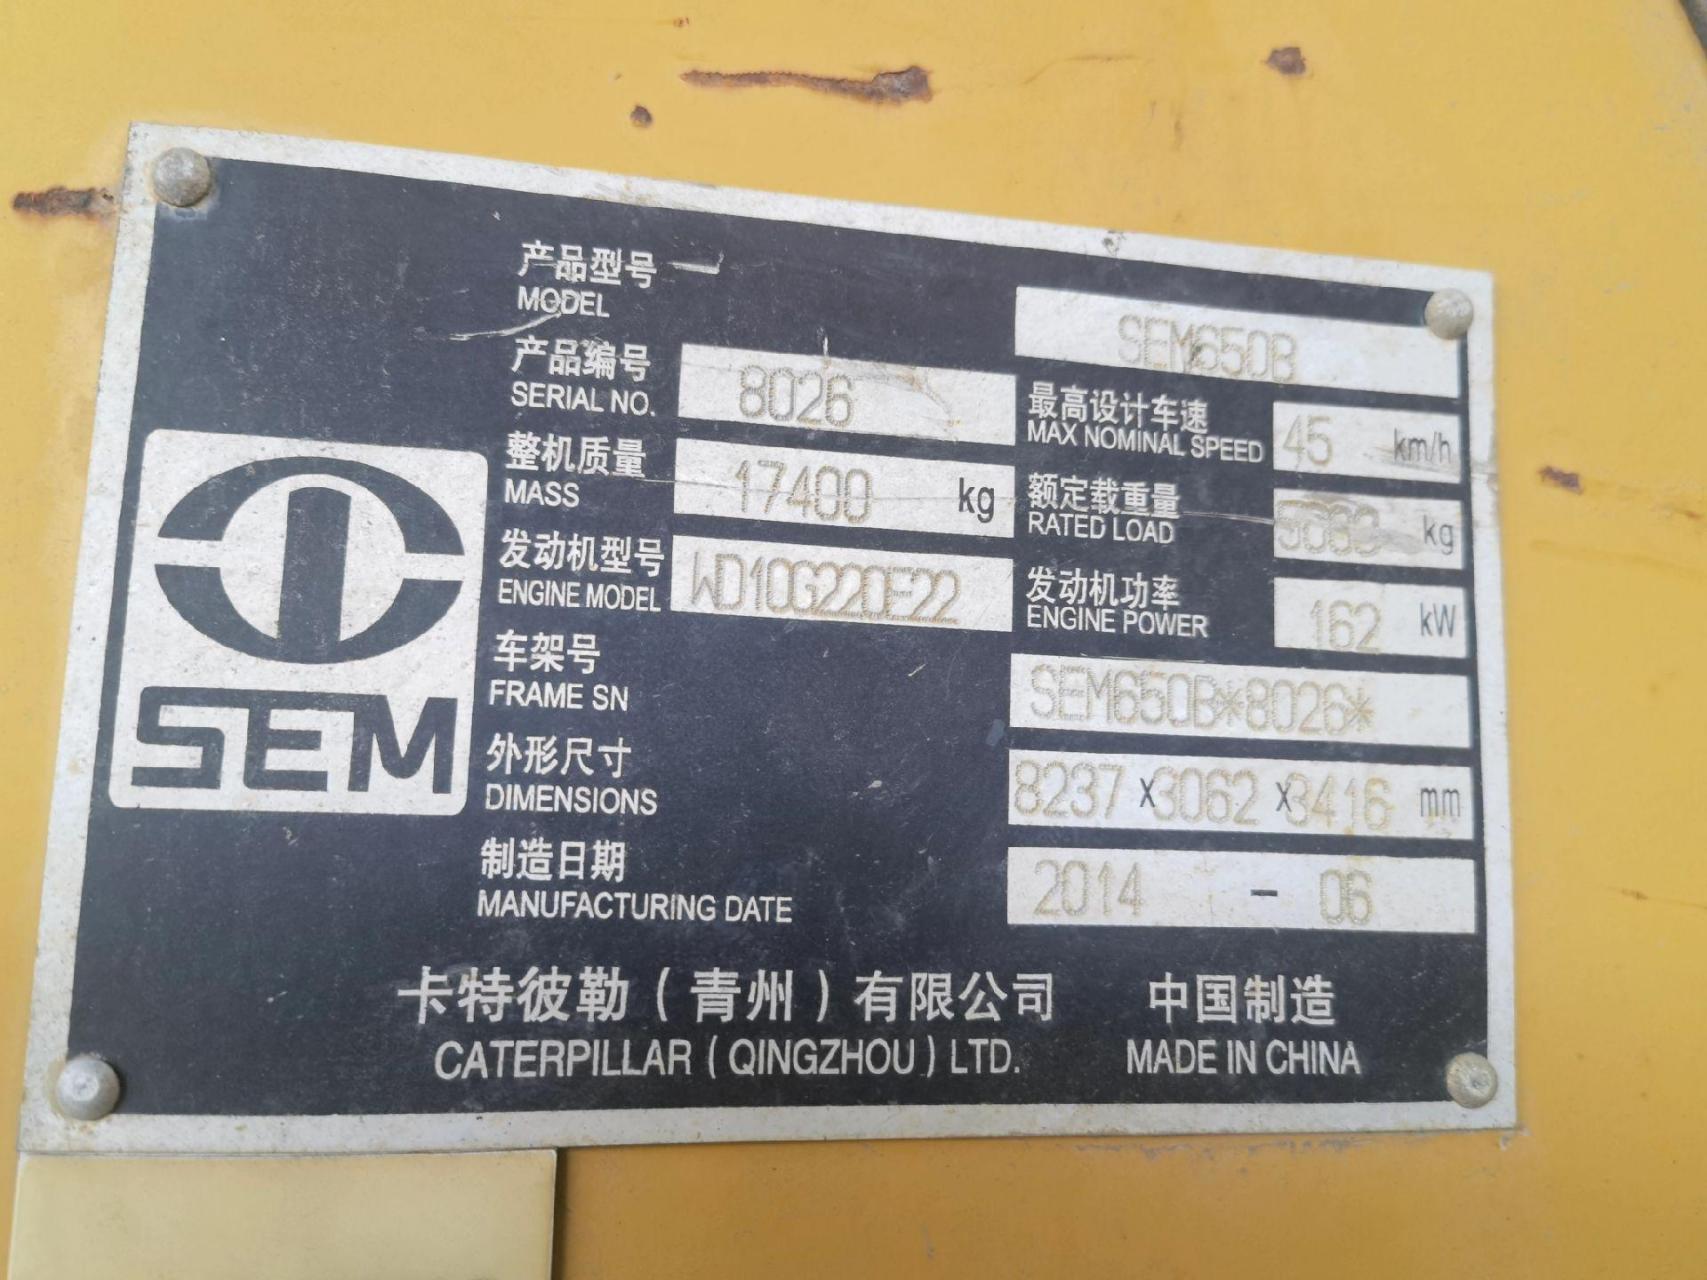 产品型号
MODEL
SEM650B
产品编号
SERIAL NO.
8026
最高设计车速
MAX NOMINAL SPEED
45 km/h
整机质量
MASS
17400 kg
额定载重量
RATED LOAD
kg
发动机型号
ENGINE MODEL
WD10G220E22
发动机功率
ENGINE POWER
162 kW
车架号
FRAME SN
SEM650B*8026*
外形尺寸
DIMENSIONS
8237 x3062 x3416 mm
制造日期
MANUFACTURING DATE
2014 - 06
SEM
卡特彼勒（青州）有限公司 中国制造
CATERPILLAR (QINGZHOU) LTD. MADE IN CHINA